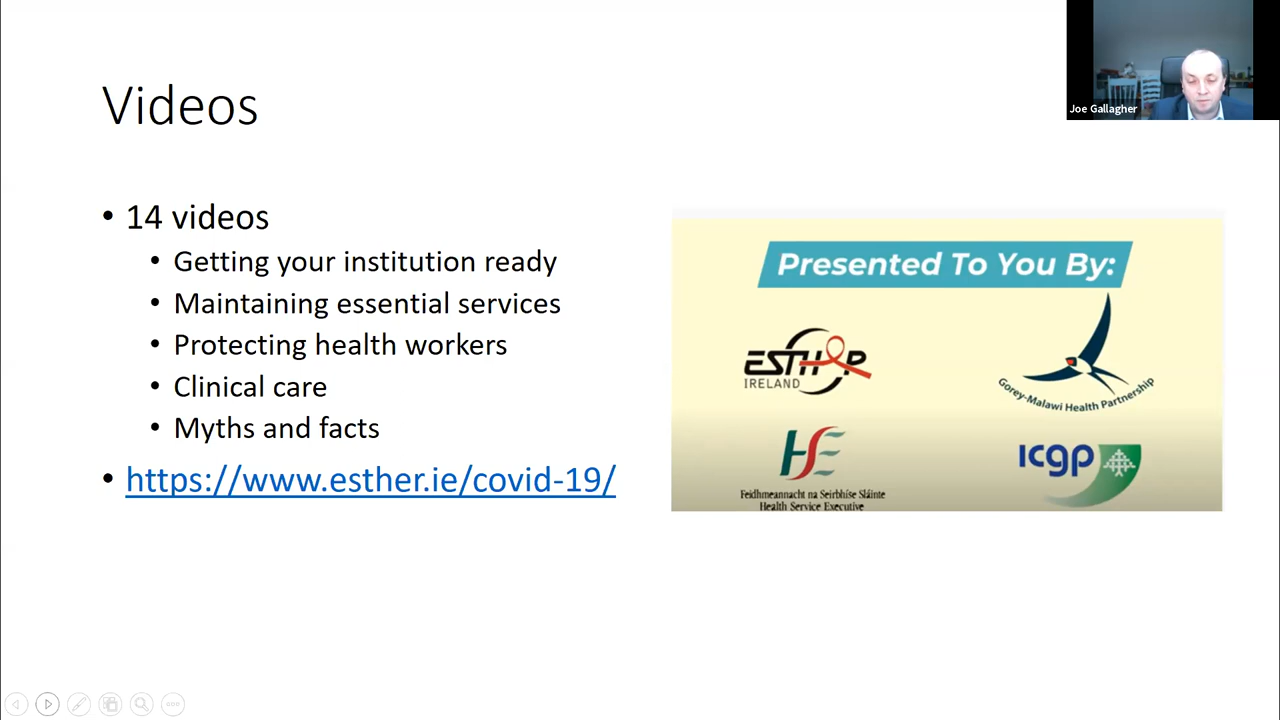 Videos
• 14 videos
• Getting your institution ready
• Maintaining essential services
• Protecting health workers
• Clinical care
• Myths and facts
• https://www.esther.ie/covid-19/
Joe Gallagher
Presented To You By:
ESTHER
IRELAND
Gorey-Malawi Health Partnership
HSE
Feidhmeannacht na Seirbhíse Sláinte
Health Service Executive
icgp